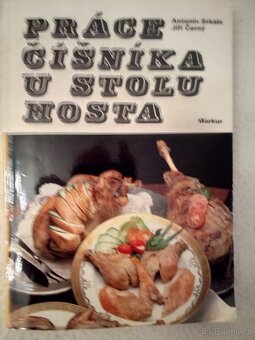 PRÁCE
ČÍŠNÍKA
U STOLU
HOSTA
Antonín Srkala
Jiří Černý
Merkur